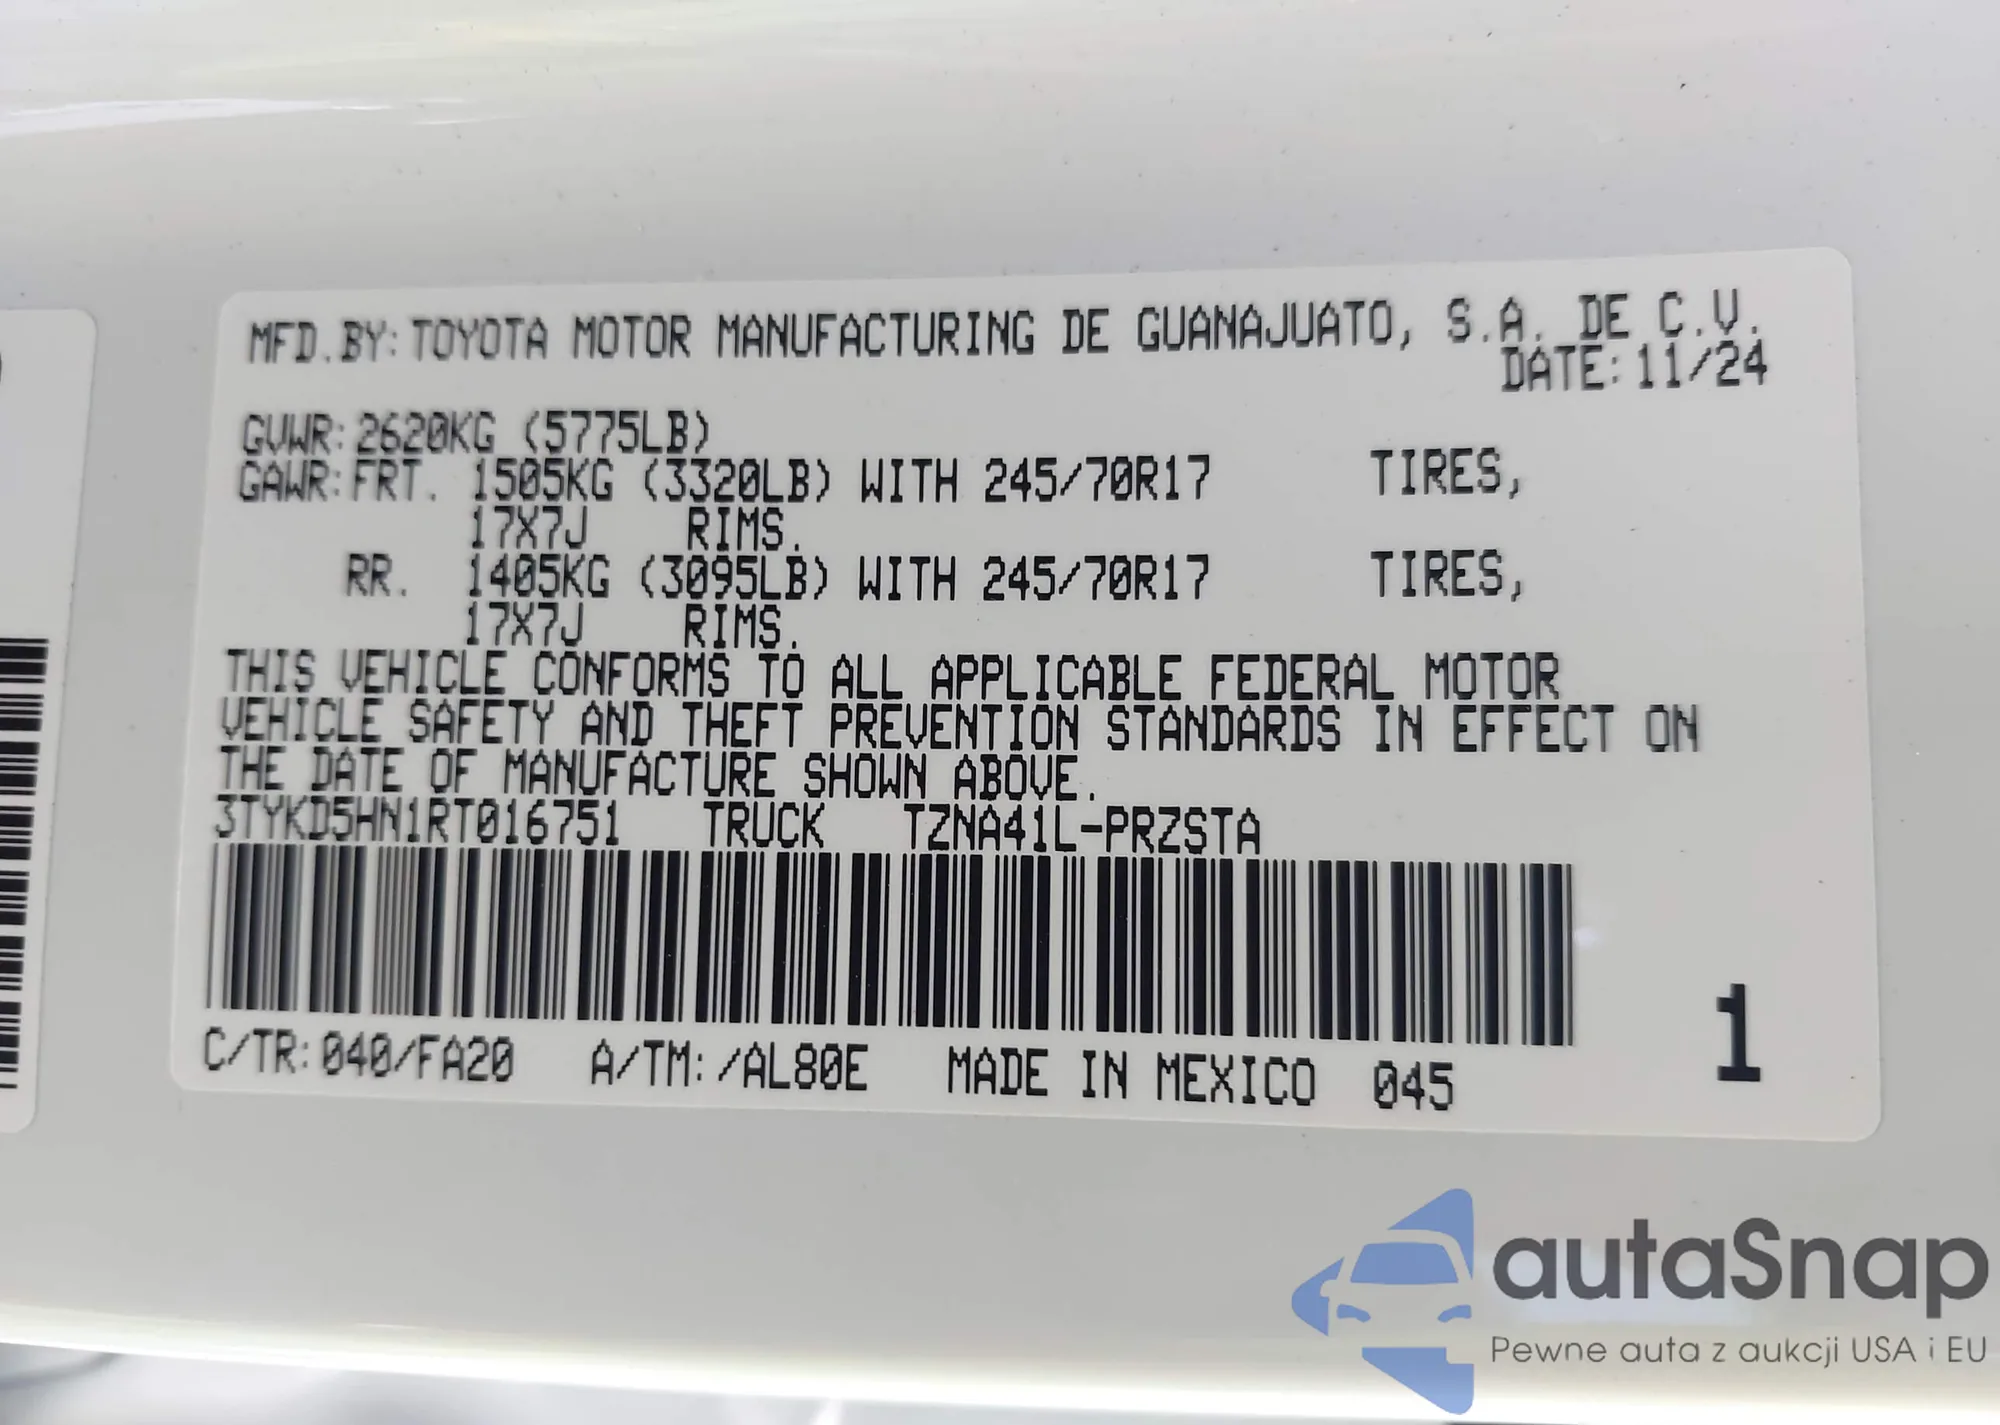 MFD.BY:TOYOTA MOTOR MANUFACTURING DE GUANAJUATO, S.A. DE C.V.
DATE:11/24
GVWR:2620KG (5775LB)
GAWR:FRT. 1505KG (3320LB) WITH 245/70R17 TIRES,
17X7J RIMS.
RR. 1405KG (3095LB) WITH 245/70R17 TIRES,
17X7J RIMS.
THIS VEHICLE CONFORMS TO ALL APPLICABLE FEDERAL MOTOR
VEHICLE SAFETY AND THEFT PREVENTION STANDARDS IN EFFECT ON
THE DATE OF MANUFACTURE SHOWN ABOVE.
3TYKD5HN1RT016751 TRUCK TZNA41L-PRZSTA
C/TR:040/FA20 A/TM:/AL80E MADE IN MEXICO 045
1
autaSnap
Pewne auta z aukcji USA i EU